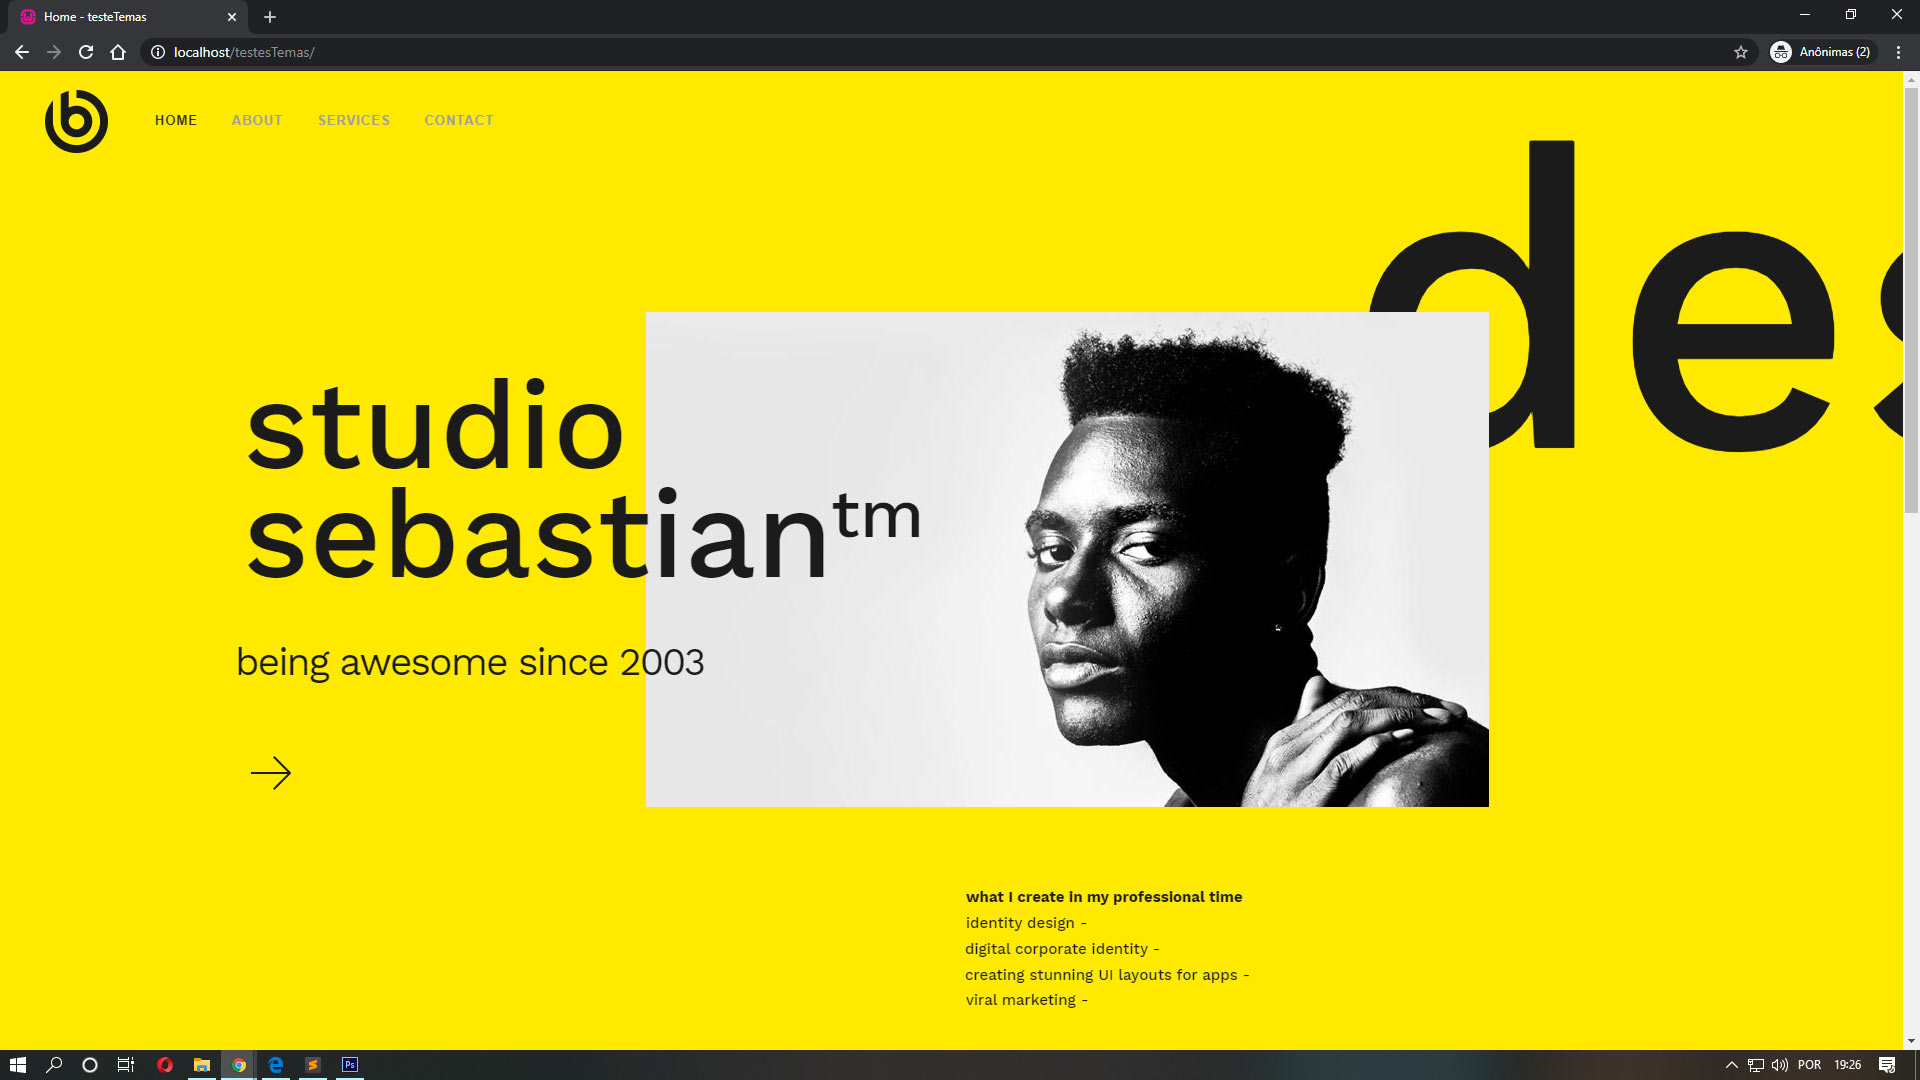 Home - testeTemas
localhost/testesTemas/
Anônimas (2)
b
HOME ABOUT SERVICES CONTACT
des
studio
sebastian™
being awesome since 2003
what I create in my professional time
identity design -
digital corporate identity -
creating stunning UI layouts for apps -
viral marketing -
Ps
POR 19:26